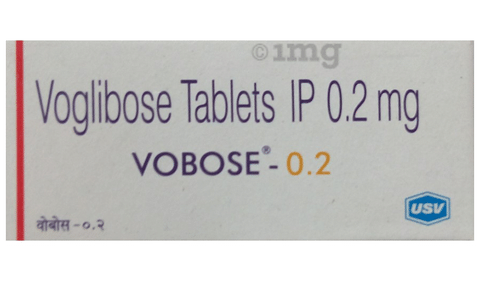 ©1mg
Voglibose Tablets IP 0.2 mg
VOBOSE®- 0.2
USV
वोबोस -०.२